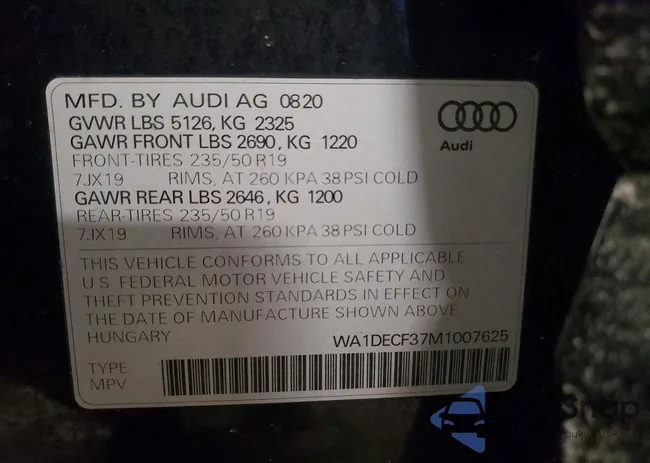 MFD. BY AUDI AG 0820
GVWR LBS 5126, KG 2325
GAWR FRONT LBS 2690, KG 1220
FRONT-TIRES 235/50 R19
7JX19 RIMS, AT 260 KPA 38 PSI COLD
GAWR REAR LBS 2646, KG 1200
REAR-TIRES 235/50 R19
7JX19 RIMS, AT 260 KPA 38 PSI COLD
Audi
THIS VEHICLE CONFORMS TO ALL APPLICABLE
U.S. FEDERAL MOTOR VEHICLE SAFETY AND
THEFT PREVENTION STANDARDS IN EFFECT ON
THE DATE OF MANUFACTURE SHOWN ABOVE
HUNGARY WA1DECF37M1007625
TYPE
MPV